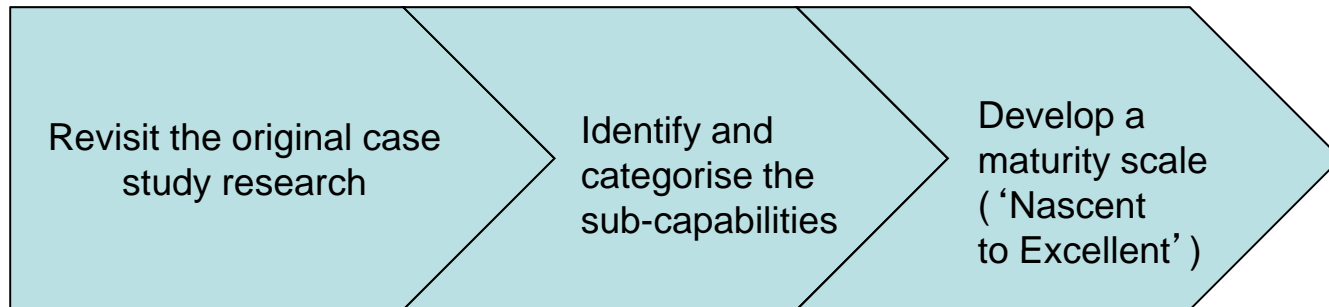 Revisit the original case
study research
Identify and
categorise the
sub-capabilities
Develop a
maturity scale
(‘Nascent
to Excellent’)